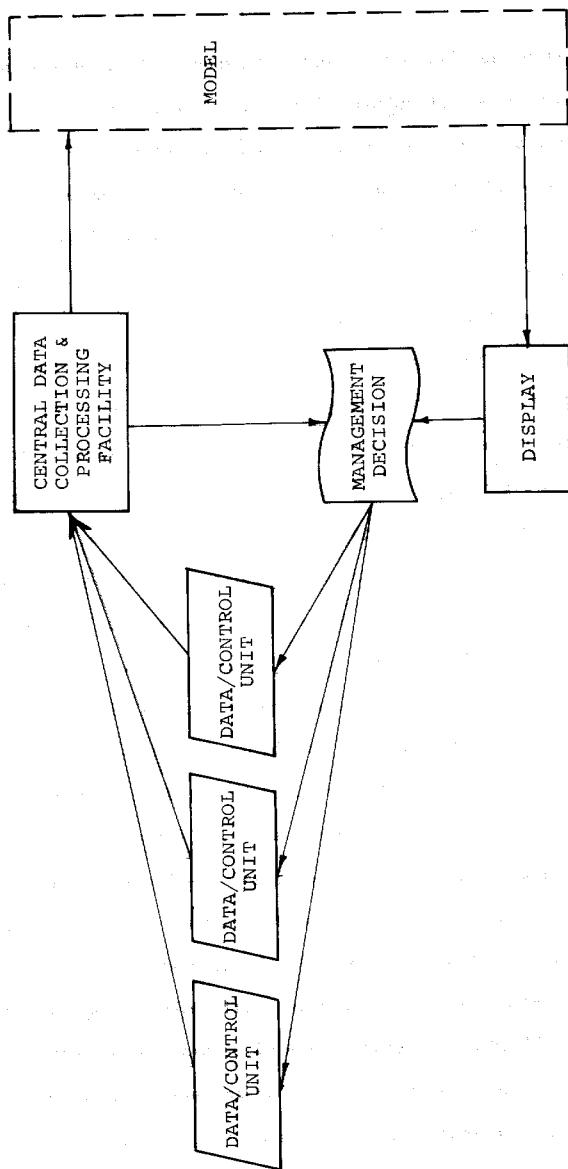 CENTRAL DATA
COLLECTION &
PROCESSING
FACILITY
MODEL
DATA/CONTROL
UNIT
DATA/CONTROL
UNIT
DATA/CONTROL
UNIT
MANAGEMENT
DECISION
DISPLAY